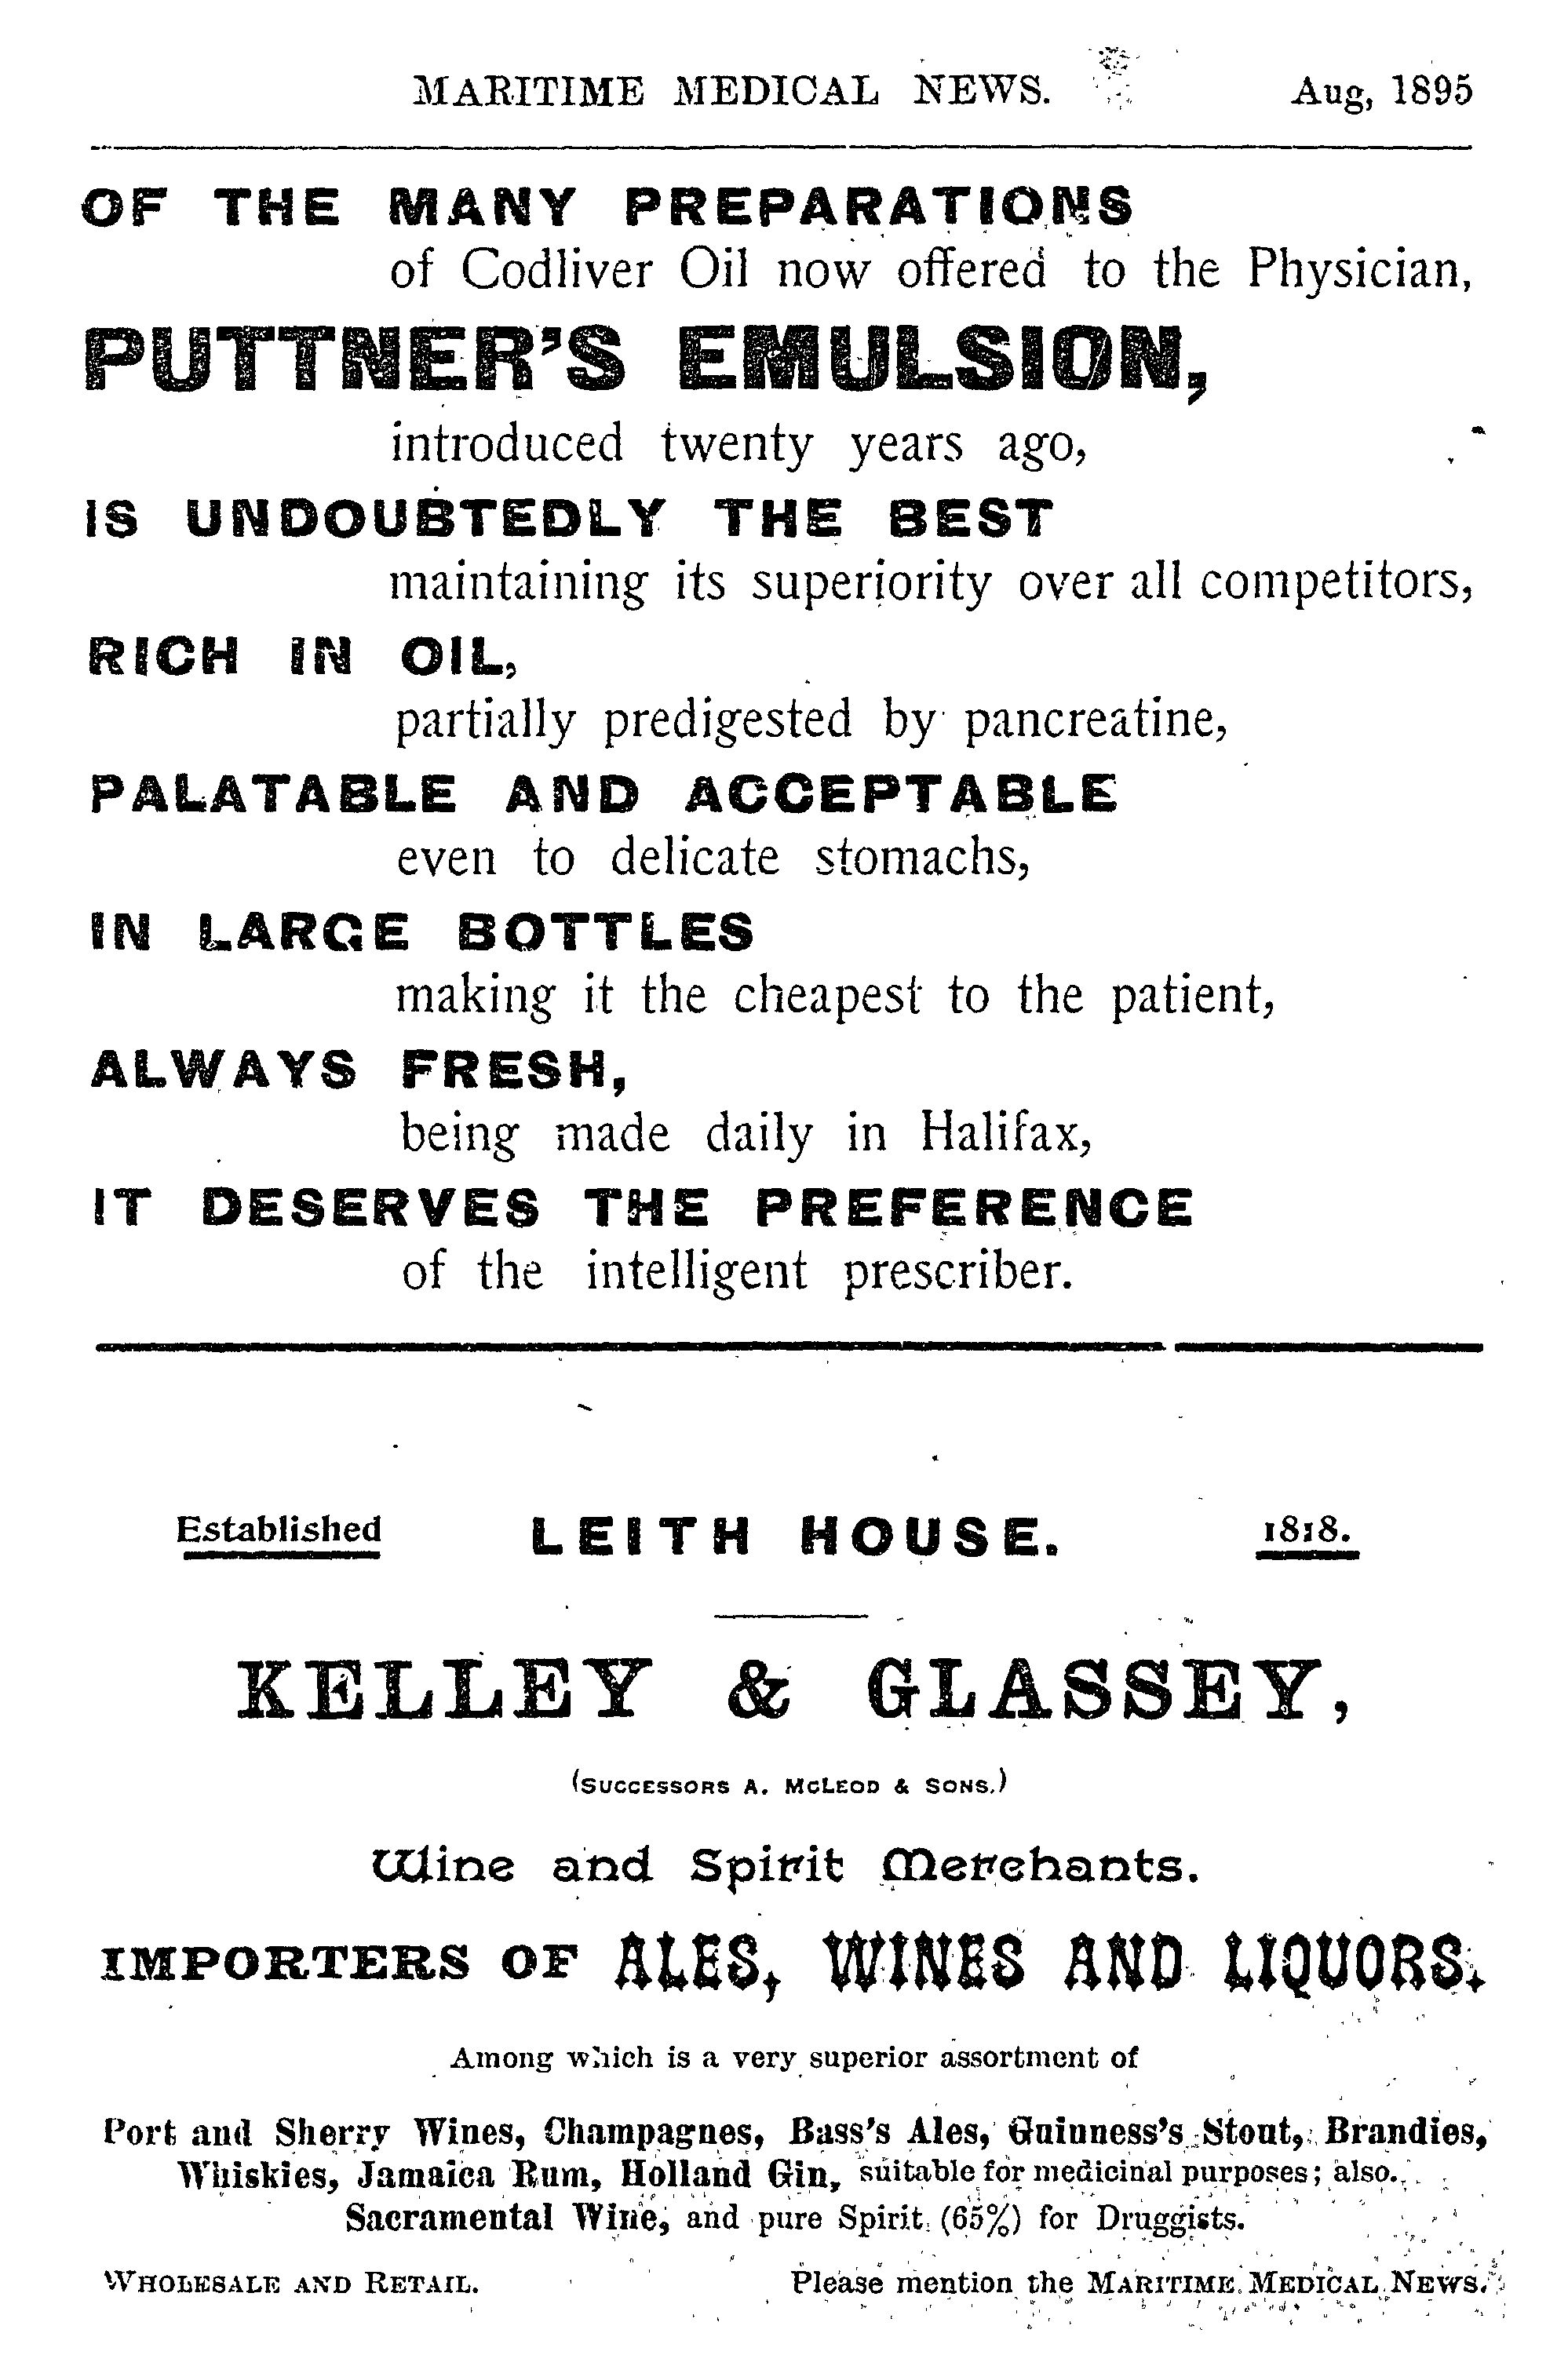 MARITIME MEDICAL NEWS. Aug, 1895
OF THE MANY PREPARATIONS
of Codliver Oil now offered to the Physician,
PUTTNER'S EMULSION,
introduced twenty years ago,
IS UNDOUBTEDLY THE BEST
maintaining its superiority over all competitors,
RICH IN OIL,
partially predigested by pancreatine,
PALATABLE AND ACCEPTABLE
even to delicate stomachs,
IN LARGE BOTTLES
making it the cheapest to the patient,
ALWAYS FRESH,
being made daily in Halifax,
IT DESERVES THE PREFERENCE
of the intelligent prescriber.
Established LEITH HOUSE. 1818.
KELLEY & GLASSEY,
(SUCCESSORS A. MCLEOD & SONS.)
Wine and Spirit Merchants.
IMPORTERS OF ALES, WINES AND LIQUORS.
Among which is a very superior assortment of
Port and Sherry Wines, Champagnes, Bass's Ales, Guinness's Stout, Brandies,
Whiskies, Jamaica Rum, Holland Gin, suitable for medicinal purposes; also
Sacramental Wine, and pure Spirit (65%) for Druggists.
WHOLESALE AND RETAIL. Please mention the MARITIME MEDICAL NEWS.